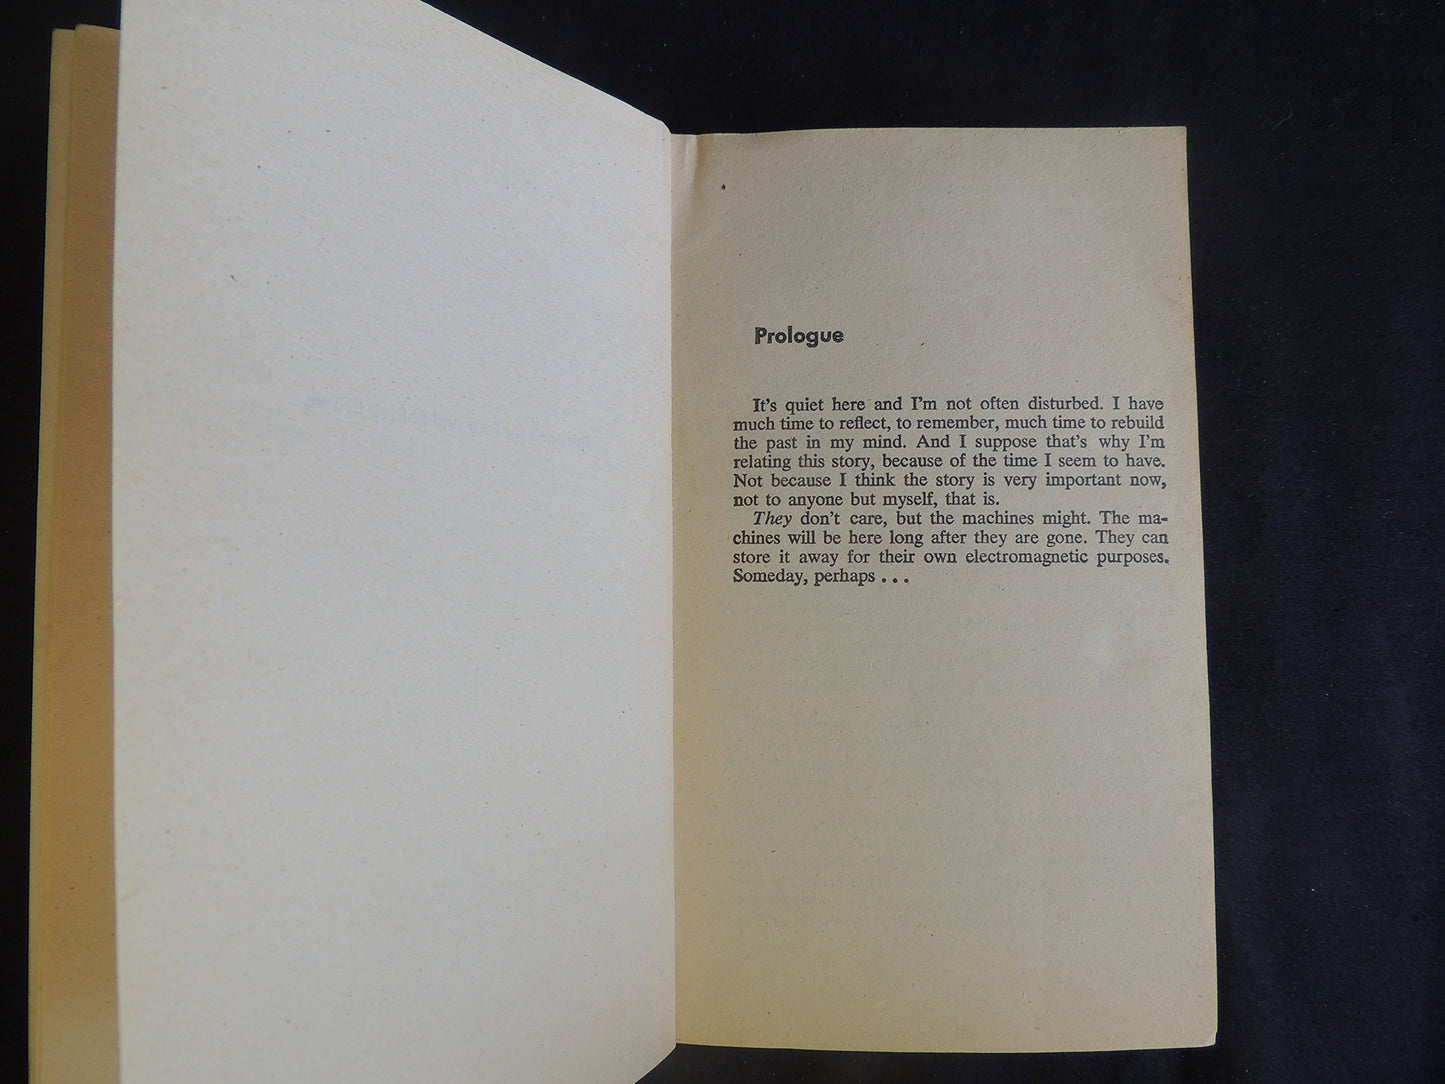 Prologue
It's quiet here and I'm not often disturbed. I have
much time to reflect, to remember, much time to rebuild
the past in my mind. And I suppose that's why I'm
relating this story, because of the time I seem to have.
Not because I think the story is very important now,
not to anyone but myself, that is.
They don't care, but the machines might. The ma-
chines will be here long after they are gone. They can
store it away for their own electromagnetic purposes.
Someday, perhaps . . .